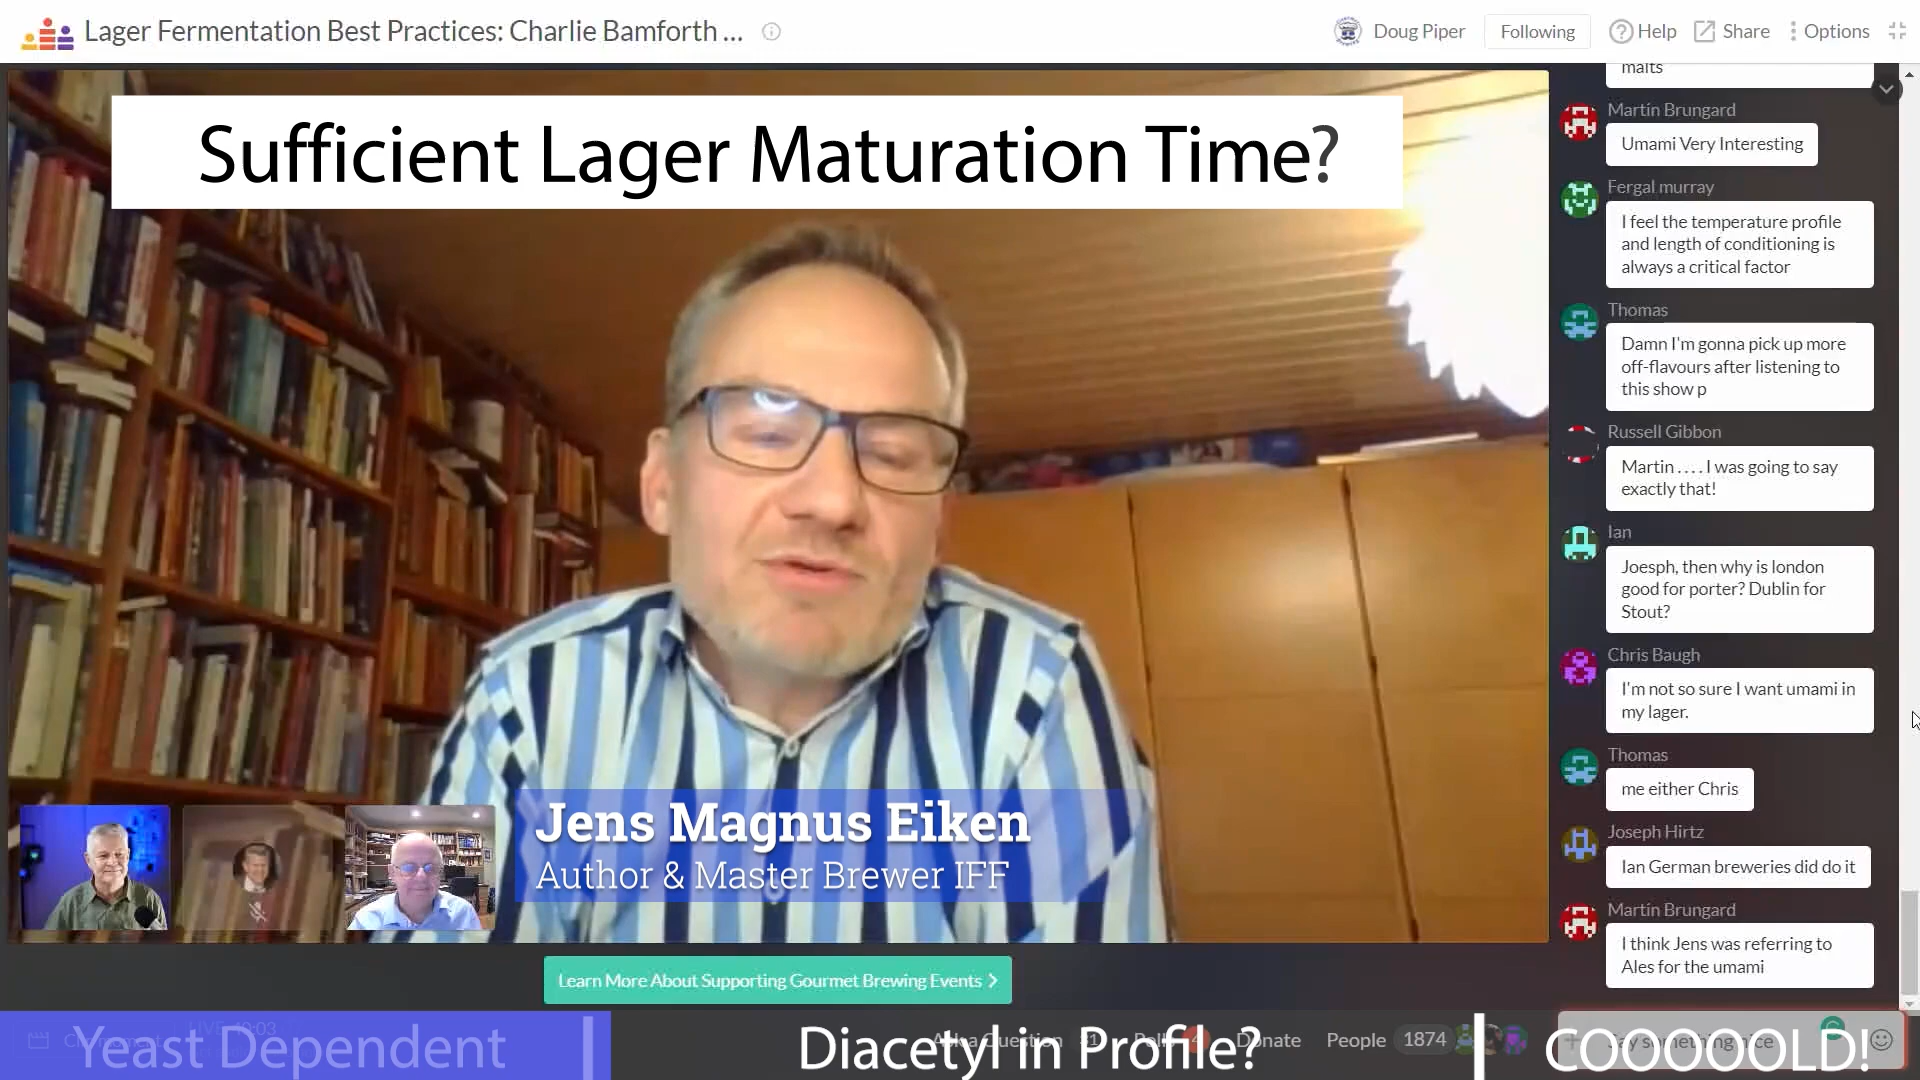 Lager Fermentation Best Practices: Charlie Bamforth ...
Doug Piper
Following
Help
Share
Options
Sufficient Lager Maturation Time?
malts
Martin Brungard
Umami Very Interesting
Fergal murray
I feel the temperature profile
and length of conditioning is
always a critical factor
Thomas
Damn I'm gonna pick up more
off-flavours after listening to
this show p
Russell Gibbon
Martin .... I was going to say
exactly that!
Ian
Joesph, then why is london
good for porter? Dublin for
Stout?
Chris Baugh
I'm not so sure I want umami in
my lager.
Thomas
me either Chris
Joseph Hirtz
Ian German breweries did do it
Martin Brungard
I think Jens was referring to
Ales for the umami
Jens Magnus Eiken
Author & Master Brewer IFF
Learn More About Supporting Gourmet Brewing Events
Yeast Dependent
Diacetyl in Profile?
Donate
People 1874
COOOOOOLD!
Say something nice